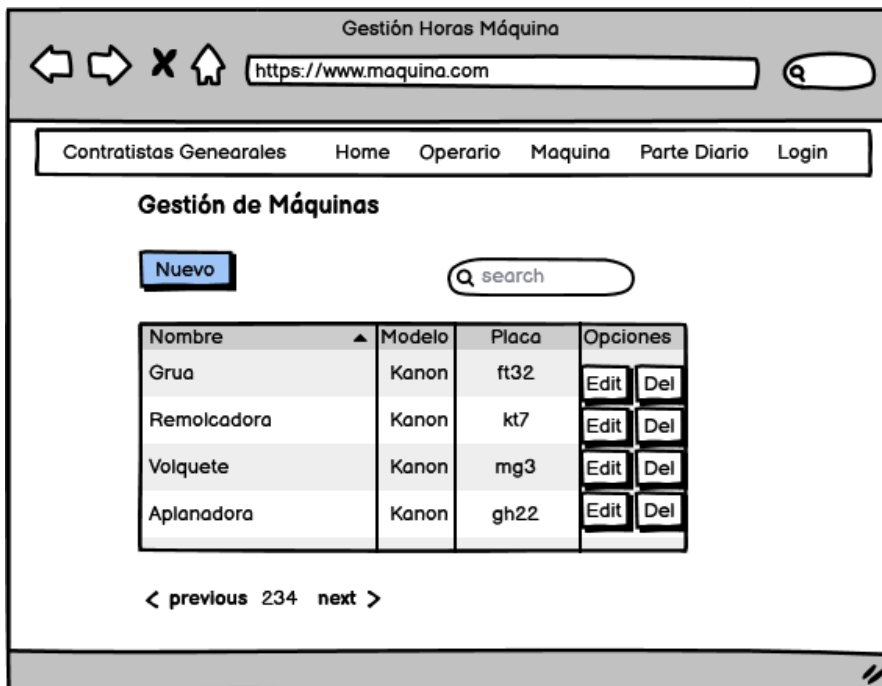 Gestión Horas Máquina
https://www.maquina.com
Contratistas Genearales Home Operario Maquina Parte Diario Login
Gestión de Máquinas
Nuevo search
Nombre Modelo Placa Opciones
Grua Kanon ft32 Edit Del
Remolcadora Kanon kt7 Edit Del
Volquete Kanon mg3 Edit Del
Aplanadora Kanon gh22 Edit Del
previous 234 next